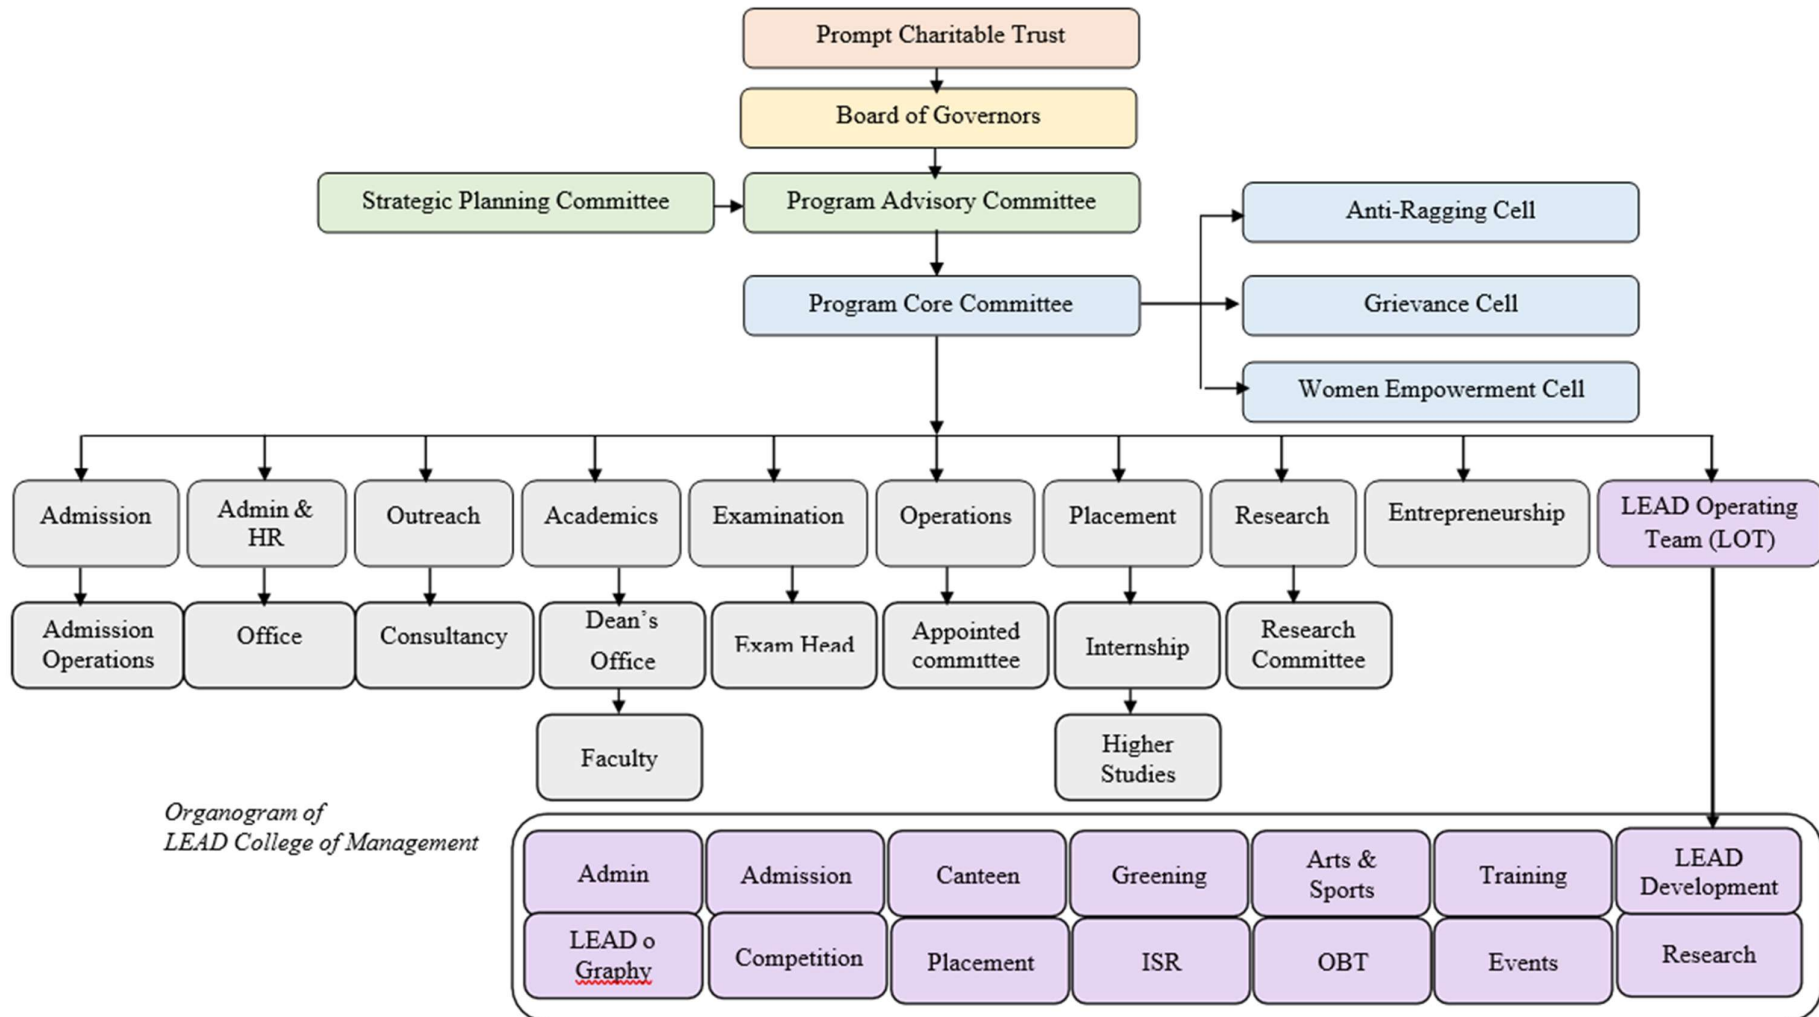 Prompt Charitable Trust
Board of Governors
Strategic Planning Committee
Program Advisory Committee
Anti-Ragging Cell
Program Core Committee
Grievance Cell
Women Empowerment Cell
Admission
Admin &
HR
Outreach
Academics
Examination
Operations
Placement
Research
Entrepreneurship
LEAD Operating
Team (LOT)
Admission
Operations
Office
Consultancy
Dean's
Office
Exam Head
Appointed
committee
Internship
Research
Committee
Faculty
Higher
Studies
Organogram of
LEAD College of Management
Admin
Admission
Canteen
Greening
Arts &
Sports
Training
LEAD
Development
LEAD o
Graphy
Competition
Placement
ISR
OBT
Events
Research